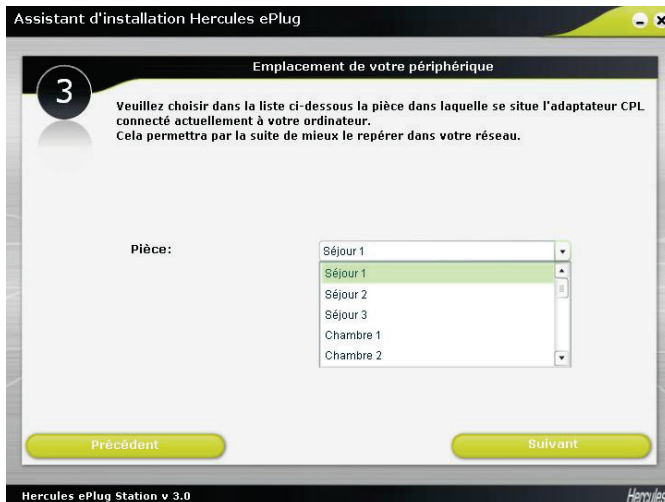 Assistant d'installation Hercules ePlug
Emplacement de votre périphérique
3
Veuillez choisir dans la liste ci-dessous la pièce dans laquelle se situe l'adaptateur CPL
connecté actuellement à votre ordinateur.
Cela permettra par la suite de mieux le repérer dans votre réseau.
Pièce:
Séjour 1
Séjour 1
Séjour 2
Séjour 3
Chambre 1
Chambre 2
Précédent
Suivant
Hercules ePlug Station v 3.0
Hercules